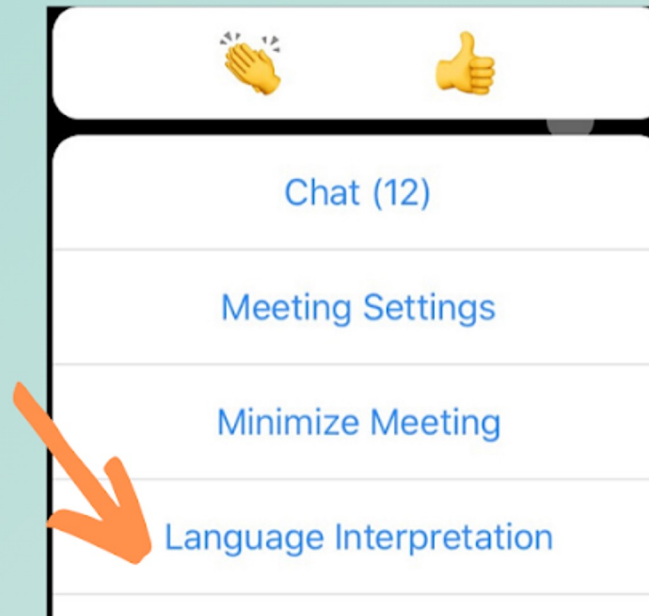 Chat (12)
Meeting Settings
Minimize Meeting
Language Interpretation